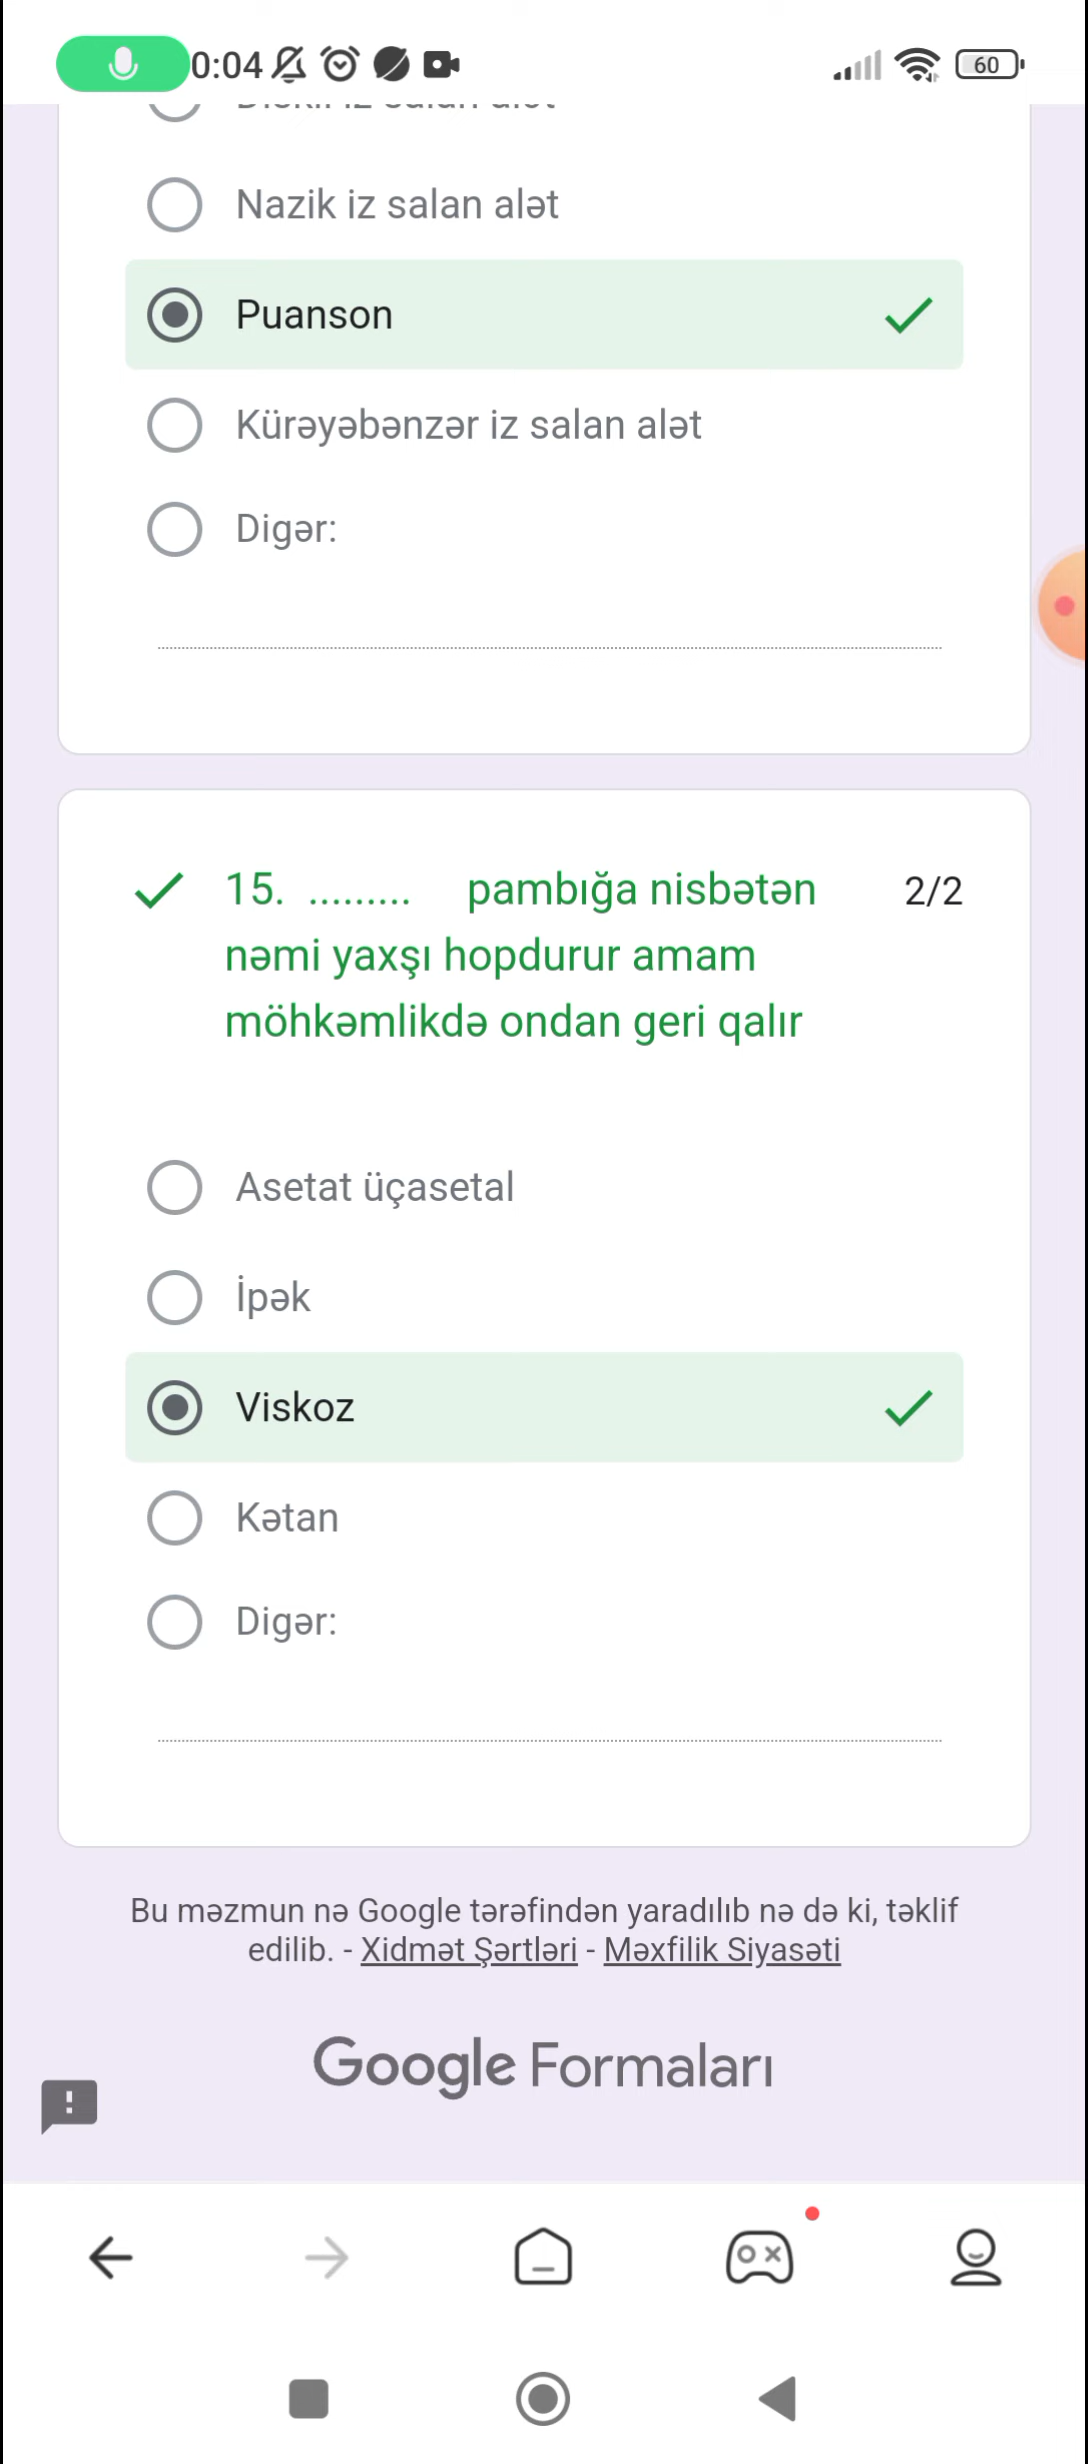 0:04
60
Nazik iz salan alət
Puanson
Kürəyəbənzər iz salan alət
Digər:
15. ......... pambığa nisbətən 2/2
nəmi yaxşı hopdurur amam
möhkəmlikdə ondan geri qalır
Asetat üçasetal
İpək
Viskoz
Kətan
Digər:
Bu məzmun nə Google tərəfindən yaradılıb nə də ki, təklif
edilib. - Xidmət Şərtləri - Məxfilik Siyasəti
Google Formaları